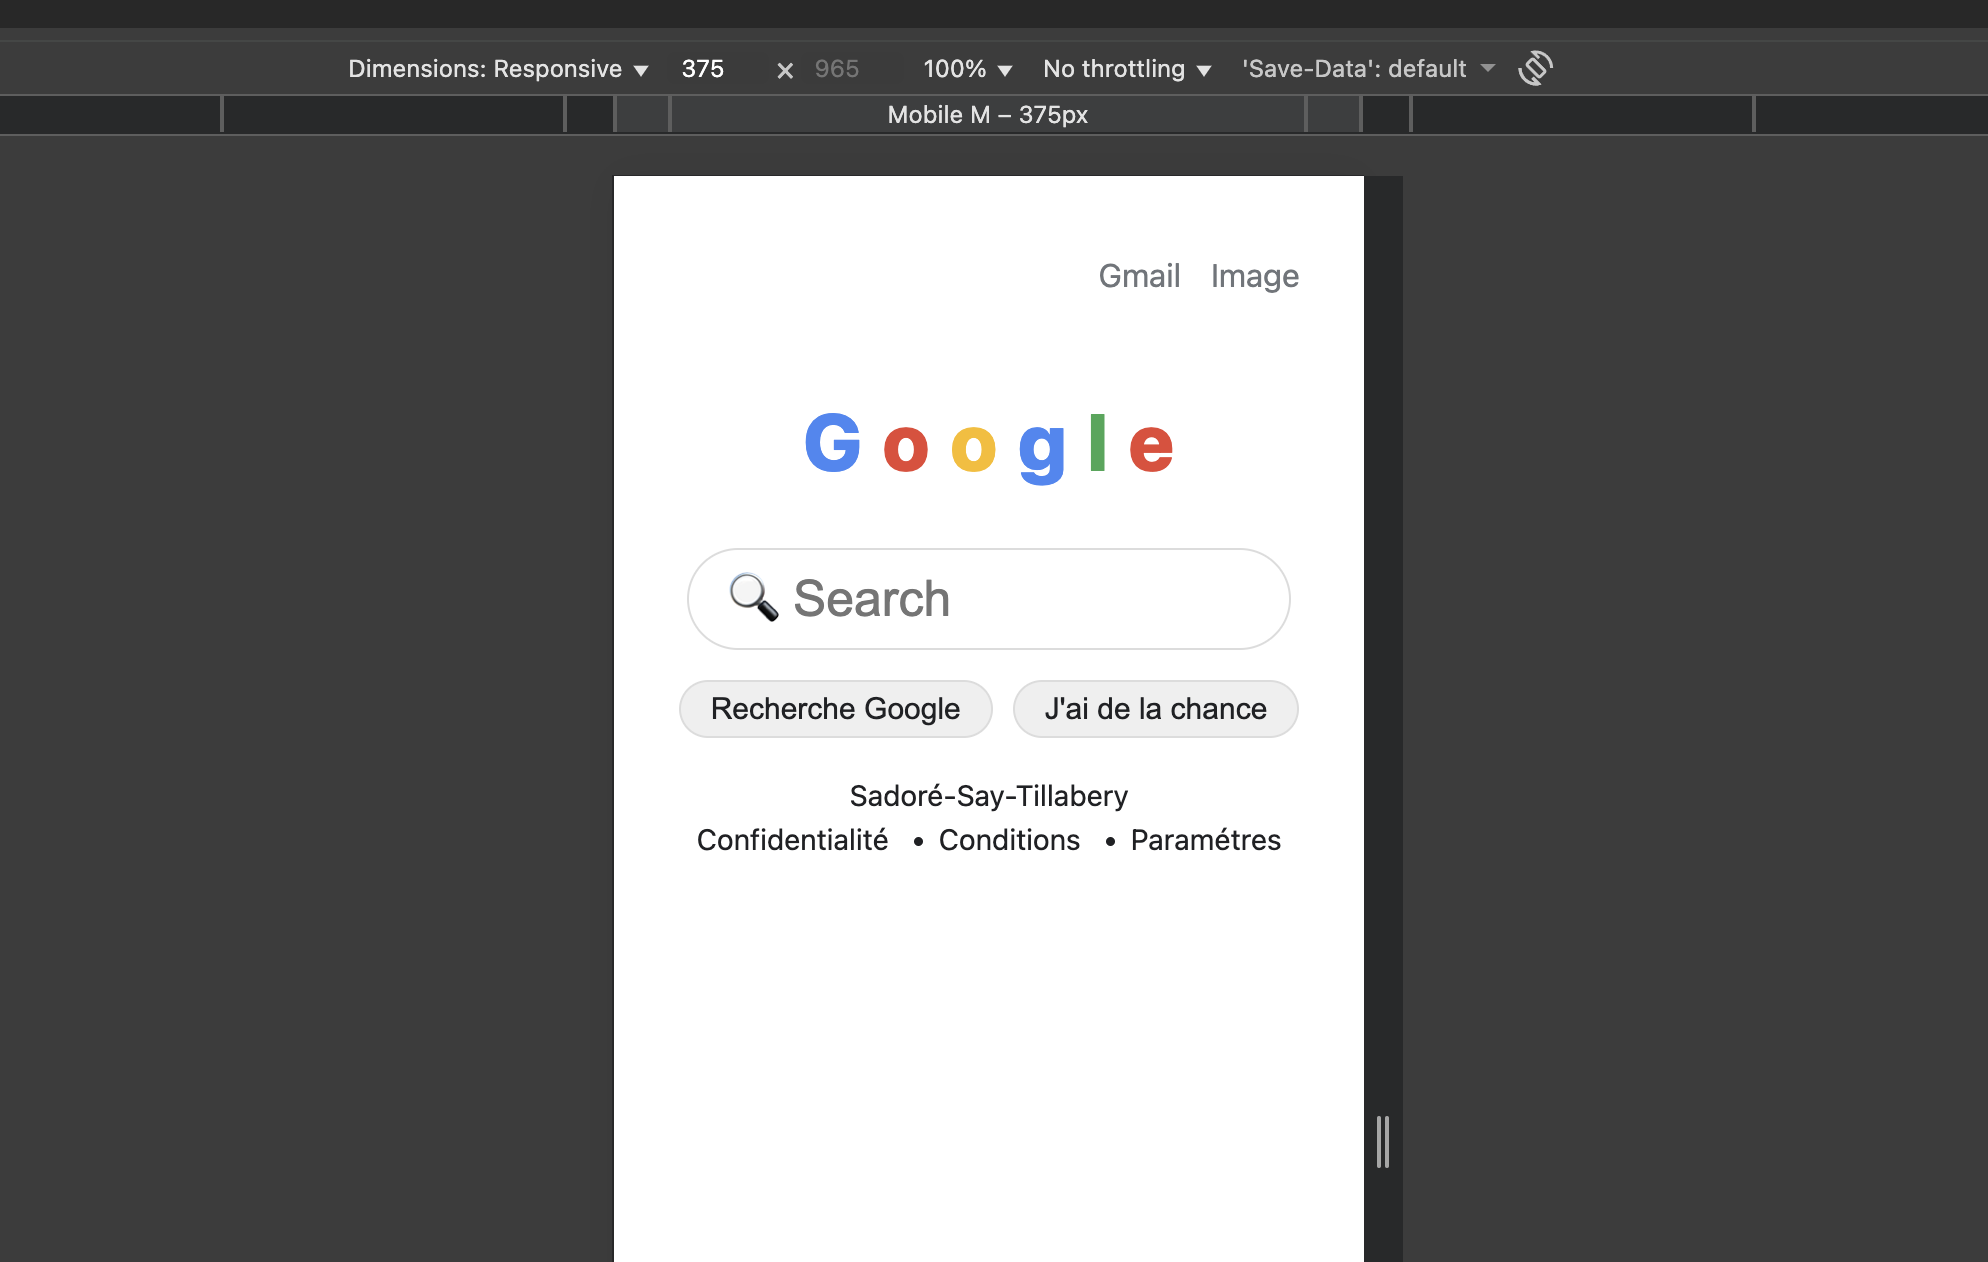 Dimensions: Responsive ▼ 375 × 965 100% ▼ No throttling ▼ 'Save-Data': default
Mobile M – 375px
Gmail Image
Google
🔍 Search
Recherche Google J'ai de la chance
Sadoré-Say-Tillabery
Confidentialité • Conditions • Paramétres